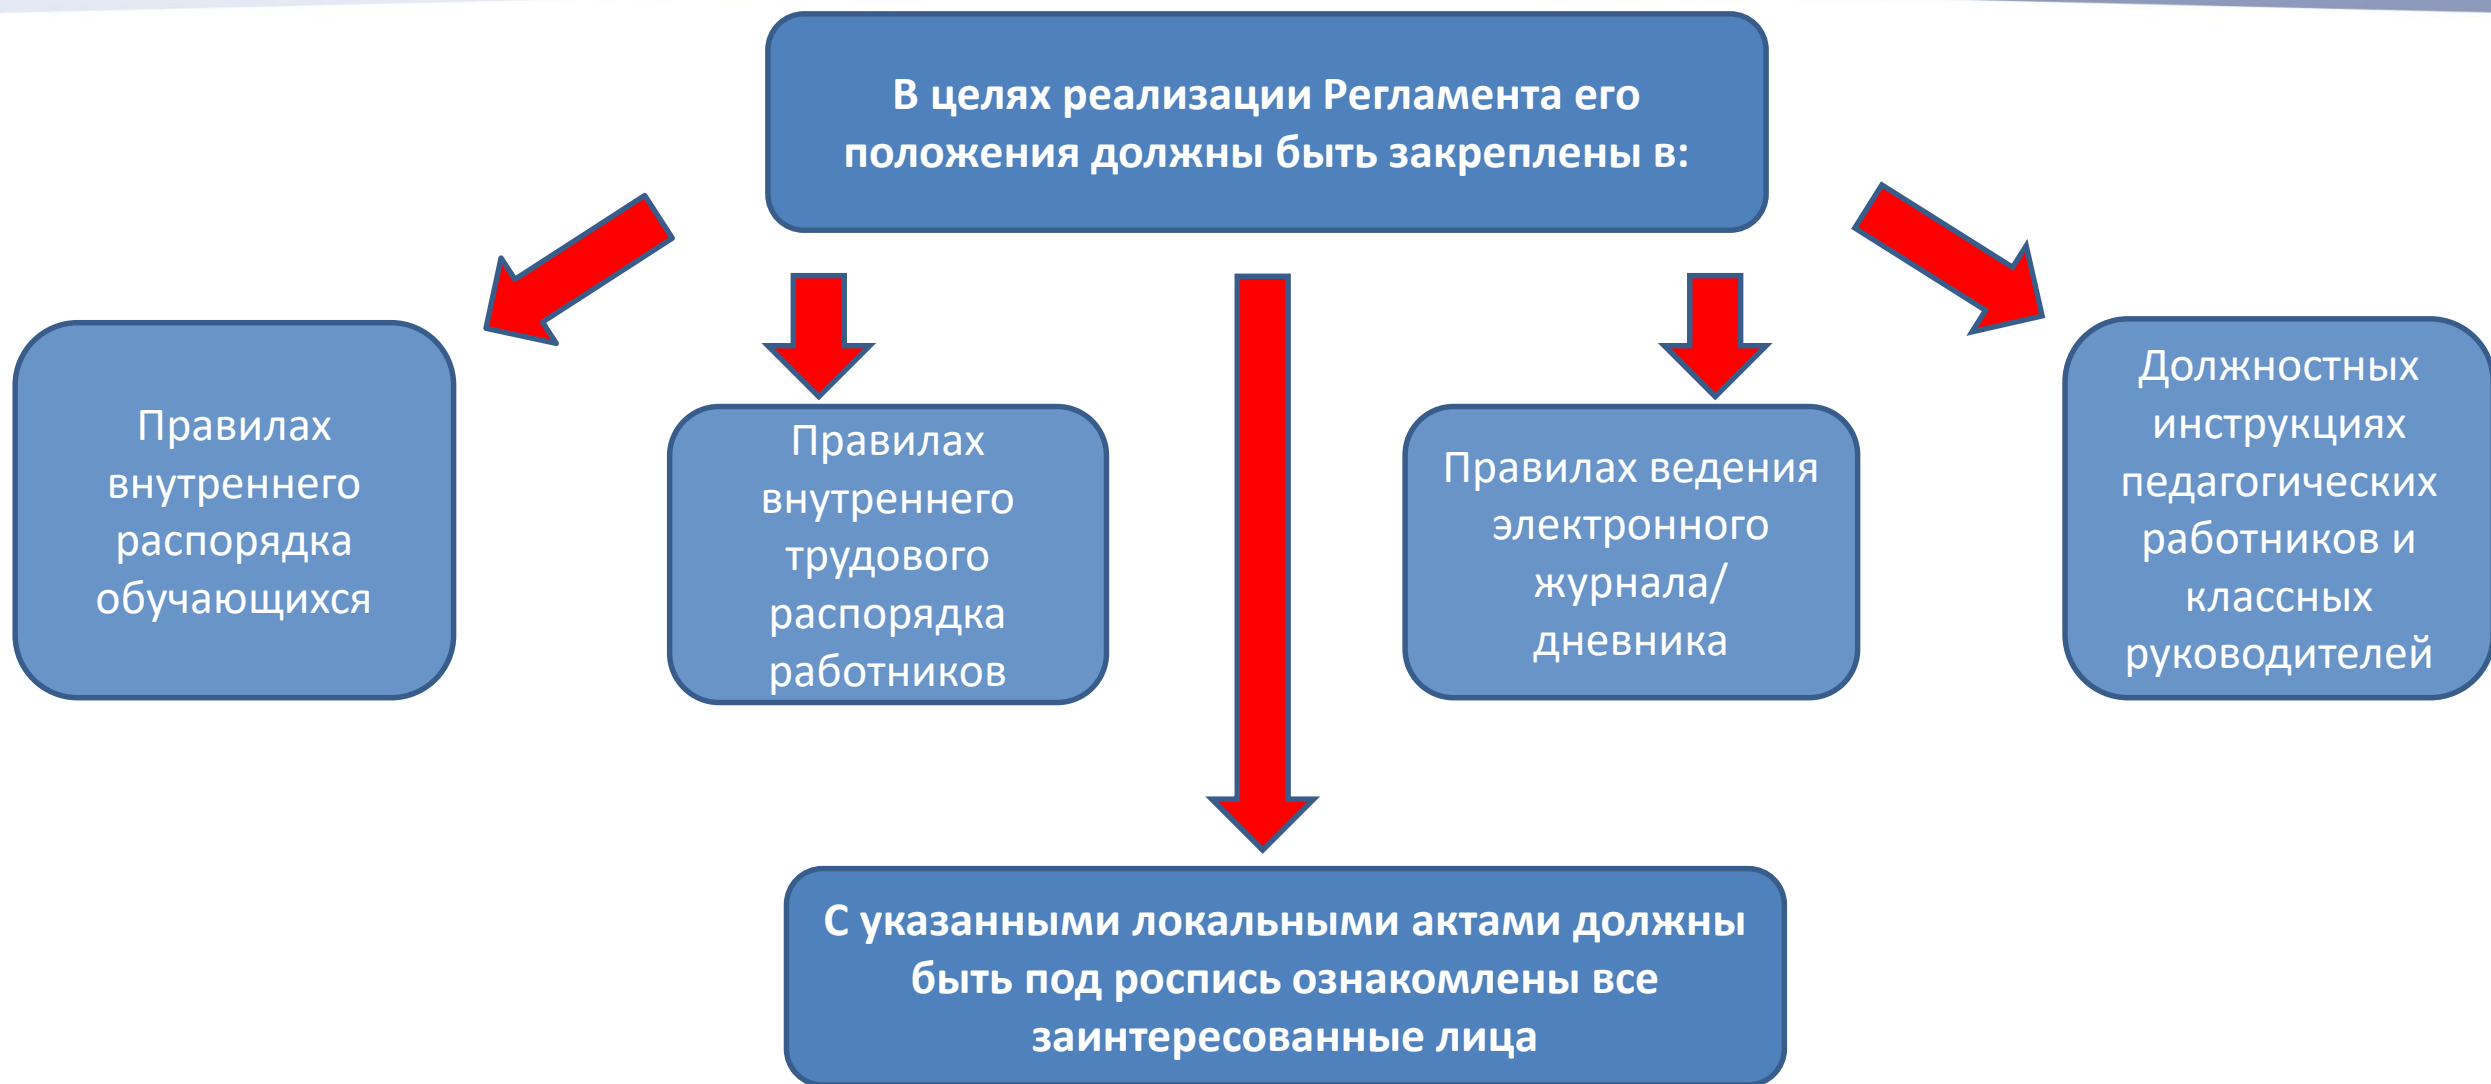 В целях реализации Регламента его
положения должны быть закреплены в:
Правилах
внутреннего
распорядка
обучающихся
Правилах
внутреннего
трудового
распорядка
работников
Правилах ведения
электронного
журнала/
дневника
Должностных
инструкциях
педагогических
работников и
классных
руководителей
С указанными локальными актами должны
быть под роспись ознакомлены все
заинтересованные лица